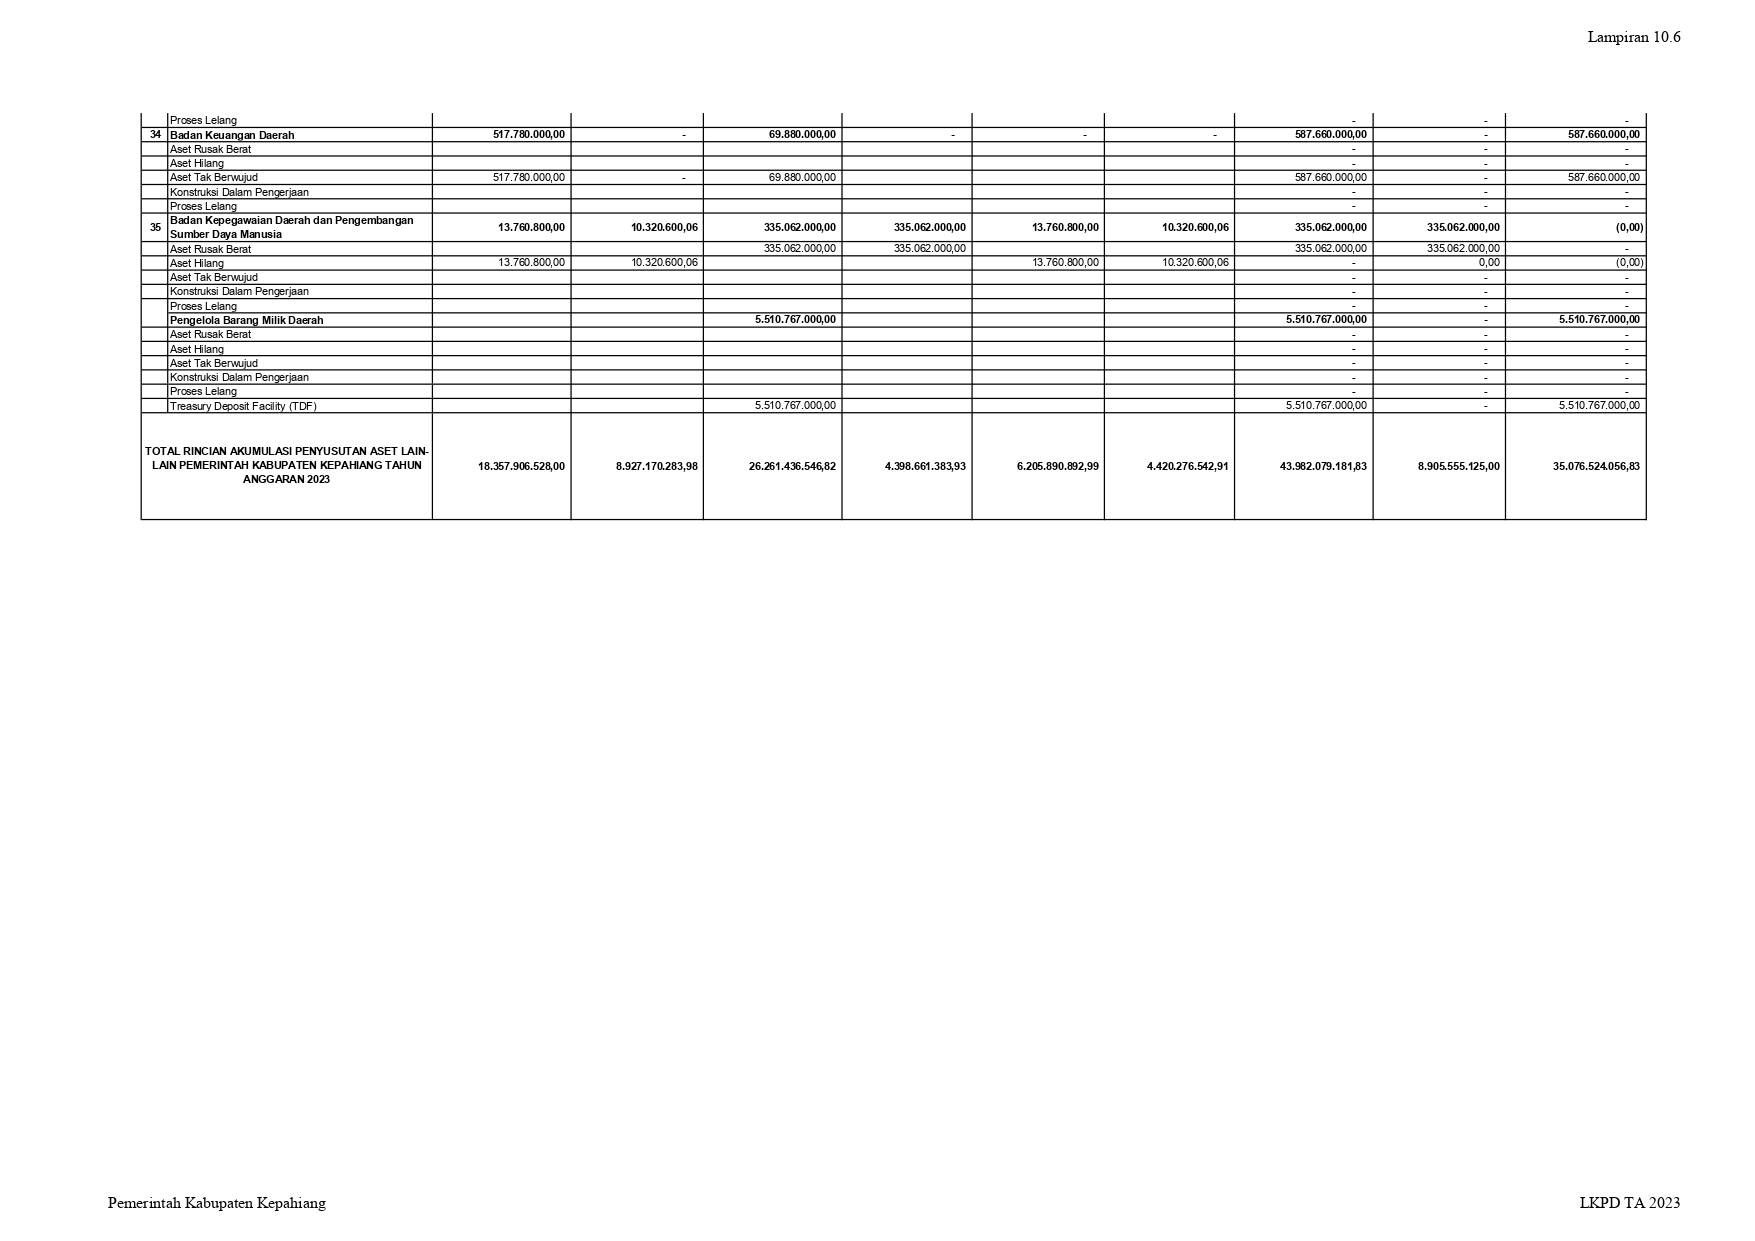 Lampiran 10.6
Proses Lelang - - -
34 Badan Keuangan Daerah 517.780.000,00 - 69.880.000,00 - - - 587.660.000,00 - 587.660.000,00
Aset Rusak Berat - - -
Aset Hilang - - -
Aset Tak Berwujud 517.780.000,00 - 69.880.000,00 587.660.000,00 - 587.660.000,00
Konstruksi Dalam Pengerjaan - - -
Proses Lelang - - -
35 Badan Kepegawaian Daerah dan Pengembangan
Sumber Daya Manusia 13.760.800,00 10.320.600,06 335.062.000,00 335.062.000,00 13.760.800,00 10.320.600,06 335.062.000,00 335.062.000,00 (0,00)
Aset Rusak Berat 335.062.000,00 335.062.000,00 335.062.000,00 335.062.000,00 -
Aset Hilang 13.760.800,00 10.320.600,06 13.760.800,00 10.320.600,06 - 0,00 (0,00)
Aset Tak Berwujud - - -
Konstruksi Dalam Pengerjaan - - -
Proses Lelang - - -
Pengelola Barang Milik Daerah 5.510.767.000,00 5.510.767.000,00 - 5.510.767.000,00
Aset Rusak Berat - - -
Aset Hilang - - -
Aset Tak Berwujud - - -
Konstruksi Dalam Pengerjaan - - -
Proses Lelang - - -
Treasury Deposit Facility (TDF) 5.510.767.000,00 5.510.767.000,00 - 5.510.767.000,00
TOTAL RINCIAN AKUMULASI PENYUSUTAN ASET LAIN-
LAIN PEMERINTAH KABUPATEN KEPAHIANG TAHUN
ANGGARAN 2023
18.357.906.528,00 8.927.170.283,98 26.261.436.546,82 4.398.661.383,93 6.205.890.892,99 4.420.276.542,91 43.982.079.181,83 8.905.555.125,00 35.076.524.056,83
Pemerintah Kabupaten Kepahiang
LKPD TA 2023